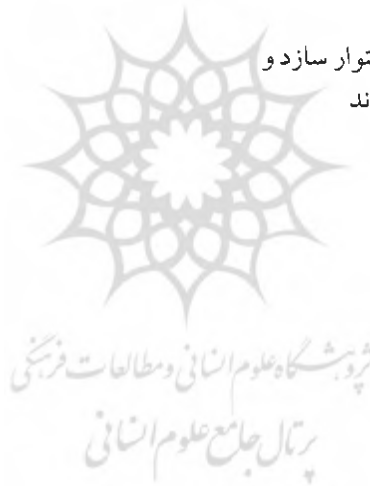 توار سازد و
ند
پژوهشگاه علوم انسانی و مطالعات فرهنگی
پرتال جامع علوم انسانی